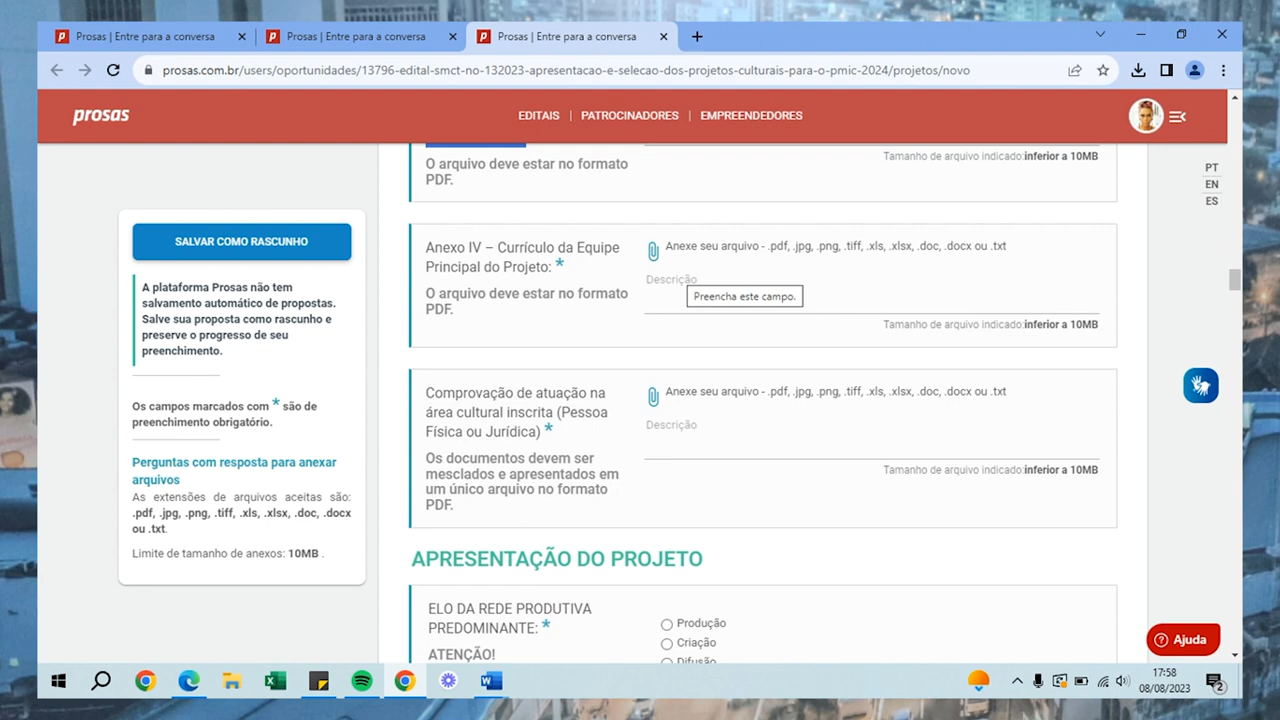 Prosas | Entre para a conversa
Prosas | Entre para a conversa
Prosas | Entre para a conversa
prosas.com.br/users/oportunidades/13796-edital-smct-no-132023-apresentacao-e-selecao-dos-projetos-culturais-para-o-pmic-2024/projetos/novo
prosas
EDITAIS | PATROCINADORES | EMPREENDEDORES
PT
EN
ES
SALVAR COMO RASCUNHO
A plataforma Prosas não tem
salvamento automático de propostas.
Salve sua proposta como rascunho e
preserve o progresso de seu
preenchimento.
Os campos marcados com * são de
preenchimento obrigatório.
Perguntas com resposta para anexar
arquivos
As extensões de arquivos aceitas são:
.pdf, .jpg, .png, .tiff, .xls, .xlsx, .doc, .docx
ou .txt.
Limite de tamanho de anexos: 10MB .
O arquivo deve estar no formato
PDF.
Tamanho de arquivo indicado:inferior a 10MB
Anexo IV – Currículo da Equipe
Principal do Projeto: *
O arquivo deve estar no formato
PDF.
Anexe seu arquivo - .pdf, .jpg, .png, .tiff, .xls, .xlsx, .doc, .docx ou .txt
Descrição
Preencha este campo.
Tamanho de arquivo indicado:inferior a 10MB
Comprovação de atuação na
área cultural inscrita (Pessoa
Física ou Jurídica) *
Os documentos devem ser
mesclados e apresentados em
um único arquivo no formato
PDF.
Anexe seu arquivo - .pdf, .jpg, .png, .tiff, .xls, .xlsx, .doc, .docx ou .txt
Descrição
Tamanho de arquivo indicado:inferior a 10MB
APRESENTAÇÃO DO PROJETO
ELO DA REDE PRODUTIVA
PREDOMINANTE: *
ATENÇÃO!
Produção
Criação
Difusão
Ajuda
17:58
08/08/2023
2